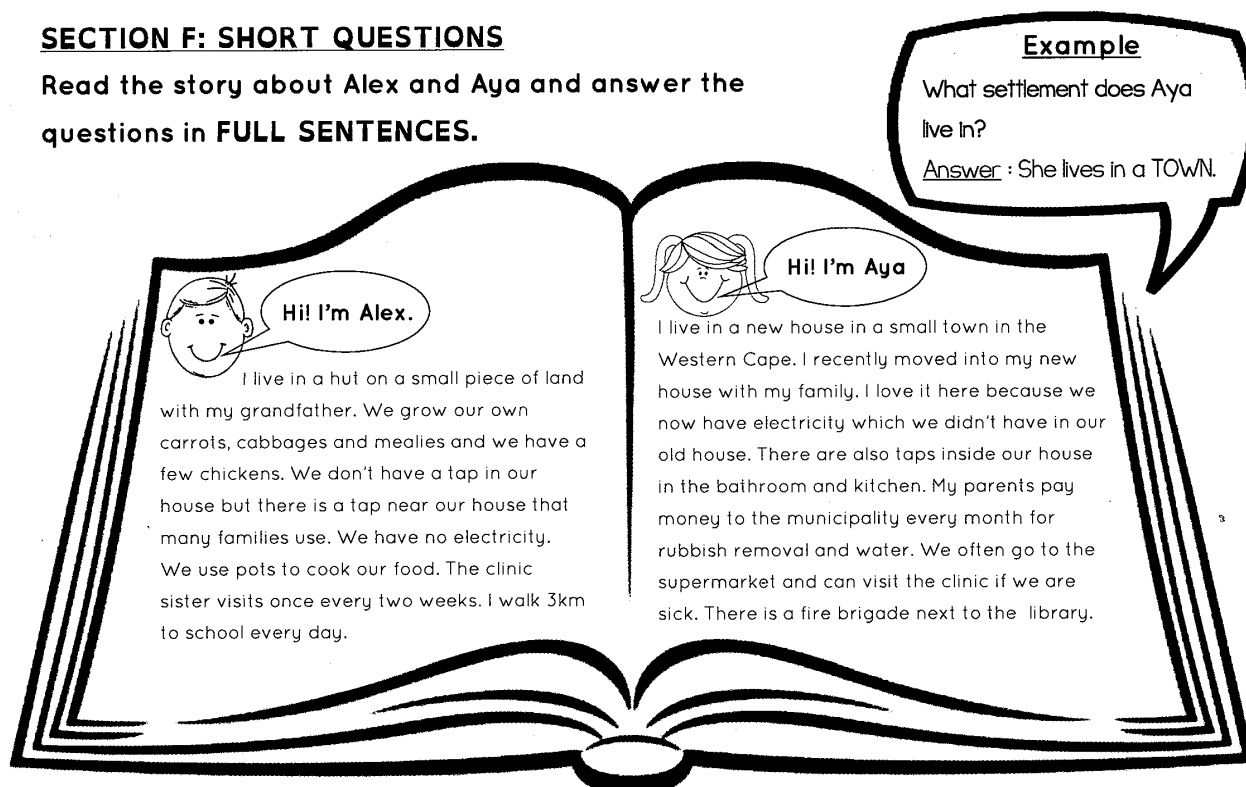 SECTION F: SHORT QUESTIONS
Read the story about Alex and Aya and answer the
questions in FULL SENTENCES.
Example
What settlement does Aya
live in?
Answer : She lives in a TOWN.
Hi! I'm Alex.
I live in a hut on a small piece of land
with my grandfather. We grow our own
carrots, cabbages and mealies and we have a
few chickens. We don't have a tap in our
house but there is a tap near our house that
many families use. We have no electricity.
We use pots to cook our food. The clinic
sister visits once every two weeks. I walk 3km
to school every day.
Hi! I'm Aya
I live in a new house in a small town in the
Western Cape. I recently moved into my new
house with my family. I love it here because we
now have electricity which we didn't have in our
old house. There are also taps inside our house
in the bathroom and kitchen. My parents pay
money to the municipality every month for
rubbish removal and water. We often go to the
supermarket and can visit the clinic if we are
sick. There is a fire brigade next to the library.